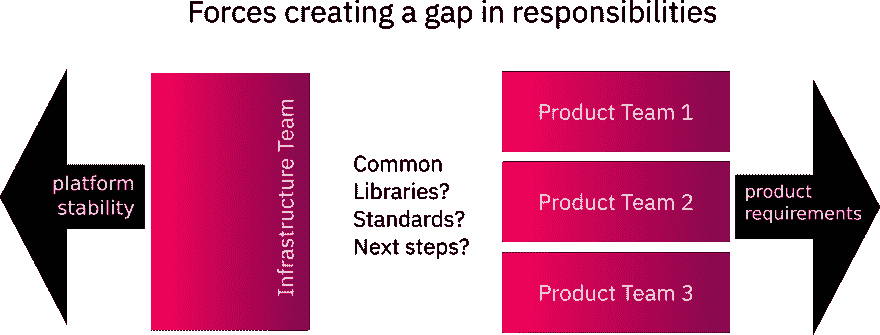 Forces creating a gap in responsibilities
platform
stability
Infrastructure Team
Common
Libraries?
Standards?
Next steps?
Product Team 1
Product Team 2
Product Team 3
product
requirements